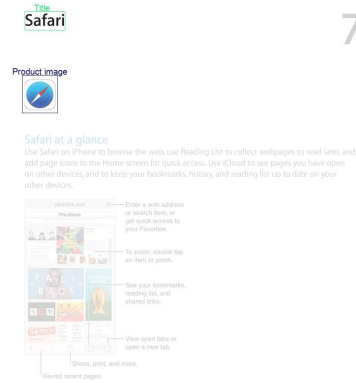 Title
Safari
7
Product image
Safari at a glance
Use Safari on iPhone to browse the web, use Reading List to collect webpages to read later, and
add page icons to the Home screen for quick access. Use iCloud to see pages you have open
on other devices, and to keep your bookmarks, history, and reading list up to date on your
other devices.
Enter a web address
or search item, or
get quick access to
your Favorites.
To zoom, double tap
an item or pinch.
See your bookmarks,
reading list, and
shared links.
View open tabs or
open a new tab.
Share, print, and more.
Revisit recent pages.